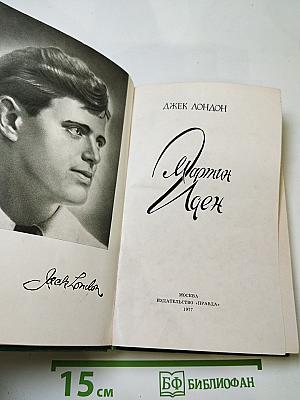 Jack London
ДЖЕК ЛОНДОН
Мартин
Иден
МОСКВА
ИЗДАТЕЛЬСТВО «ПРАВДА»
1977
15 см
БФ БИБЛИОФАН